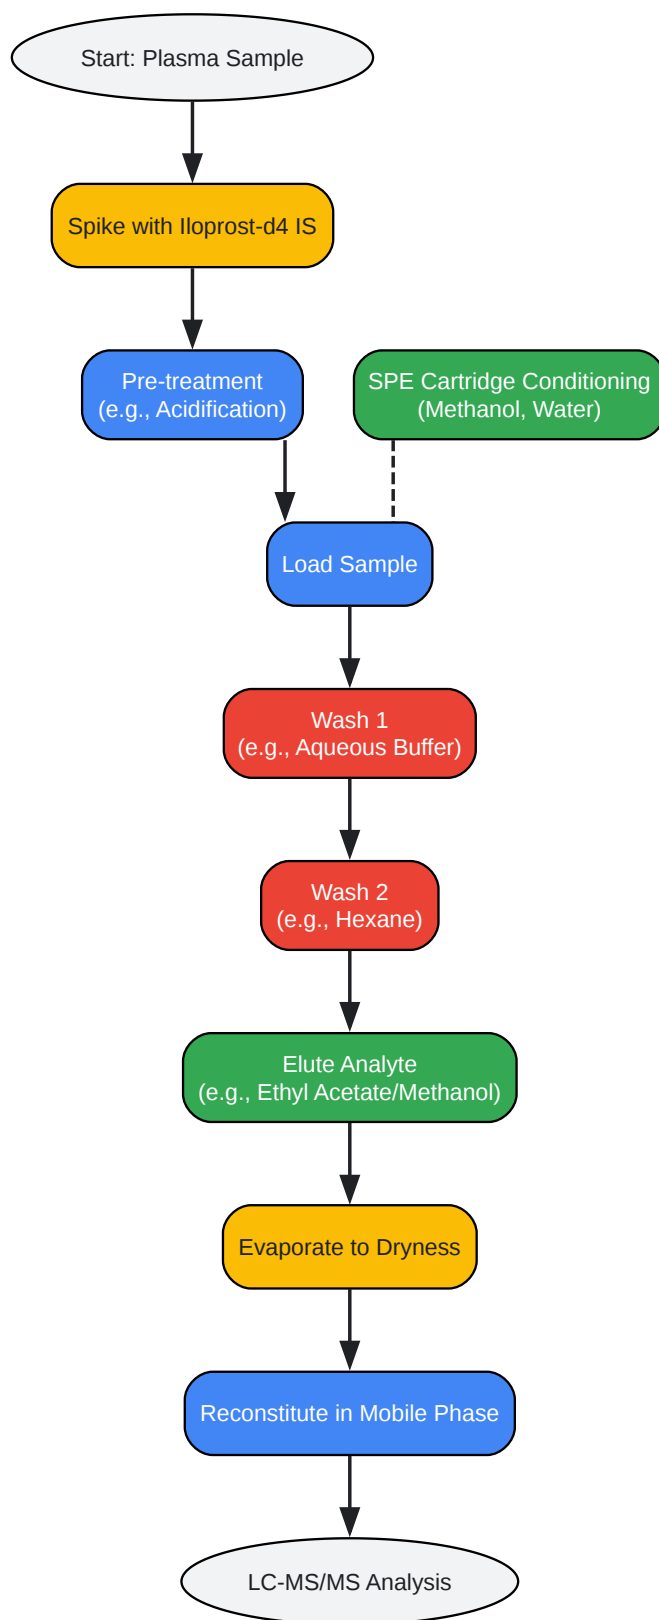 Start: Plasma Sample
Spike with Iloprost-d4 IS
Pre-treatment
(e.g., Acidification)
SPE Cartridge Conditioning
(Methanol, Water)
Load Sample
Wash 1
(e.g., Aqueous Buffer)
Wash 2
(e.g., Hexane)
Elute Analyte
(e.g., Ethyl Acetate/Methanol)
Evaporate to Dryness
Reconstitute in Mobile Phase
LC-MS/MS Analysis